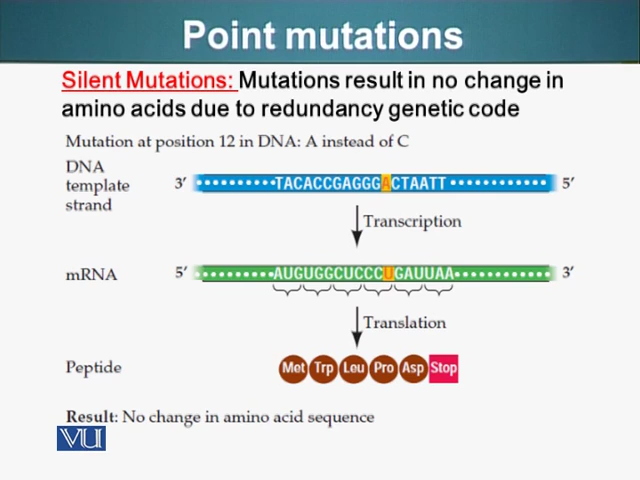 Point mutations
Silent Mutations: Mutations result in no change in
amino acids due to redundancy genetic code
Mutation at position 12 in DNA: A instead of C
DNA
template
strand
3′ TACACCGAGGGACTAATT 5′
Transcription
mRNA 5′ AUGUGGCUCCCUGAUUAA 3′
Translation
Peptide Met Trp Leu Pro Asp Stop
Result: No change in amino acid sequence
VU